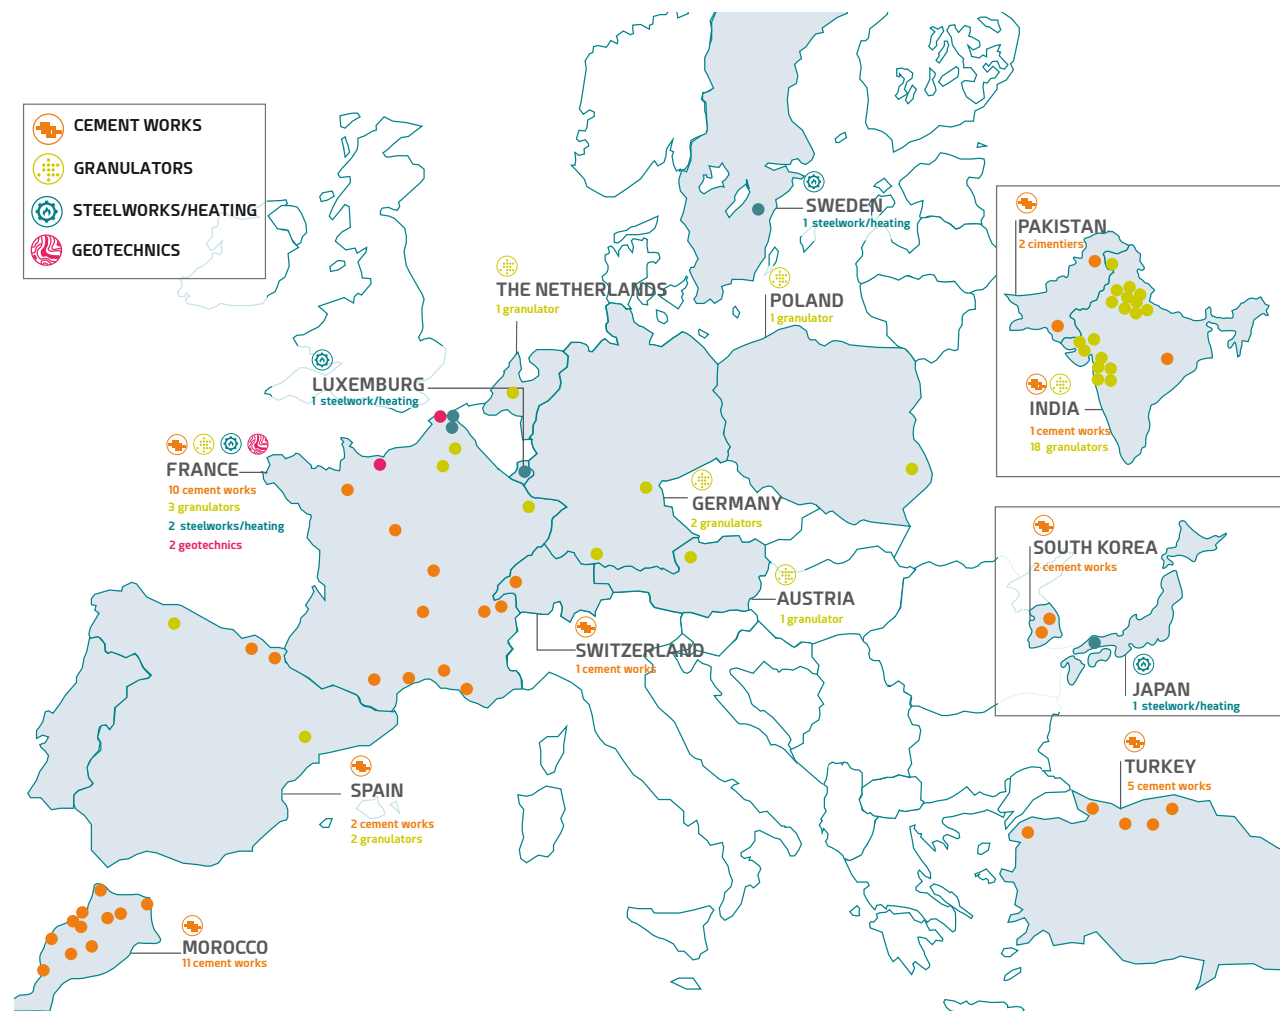 CEMENT WORKS
GRANULATORS
STEELWORKS/HEATING
GEOTECHNICS
SWEDEN
1 steelwork/heating
THE NETHERLANDS
1 granulator
POLAND
1 granulator
LUXEMBURG
1 steelwork/heating
FRANCE
10 cement works
3 granulators
2 steelworks/heating
2 geotechnics
GERMANY
2 granulators
AUSTRIA
1 granulator
SWITZERLAND
1 cement works
SPAIN
2 cement works
2 granulators
MOROCCO
11 cement works
PAKISTAN
2 cimentiers
INDIA
1 cement works
18 granulators
SOUTH KOREA
2 cement works
JAPAN
1 steelwork/heating
TURKEY
5 cement works